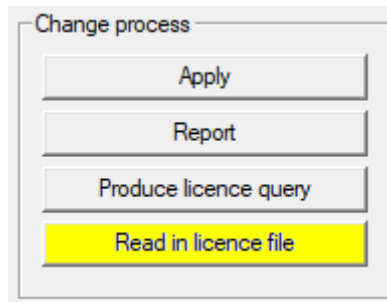 Change process
Apply
Report
Produce licence query
Read in licence file